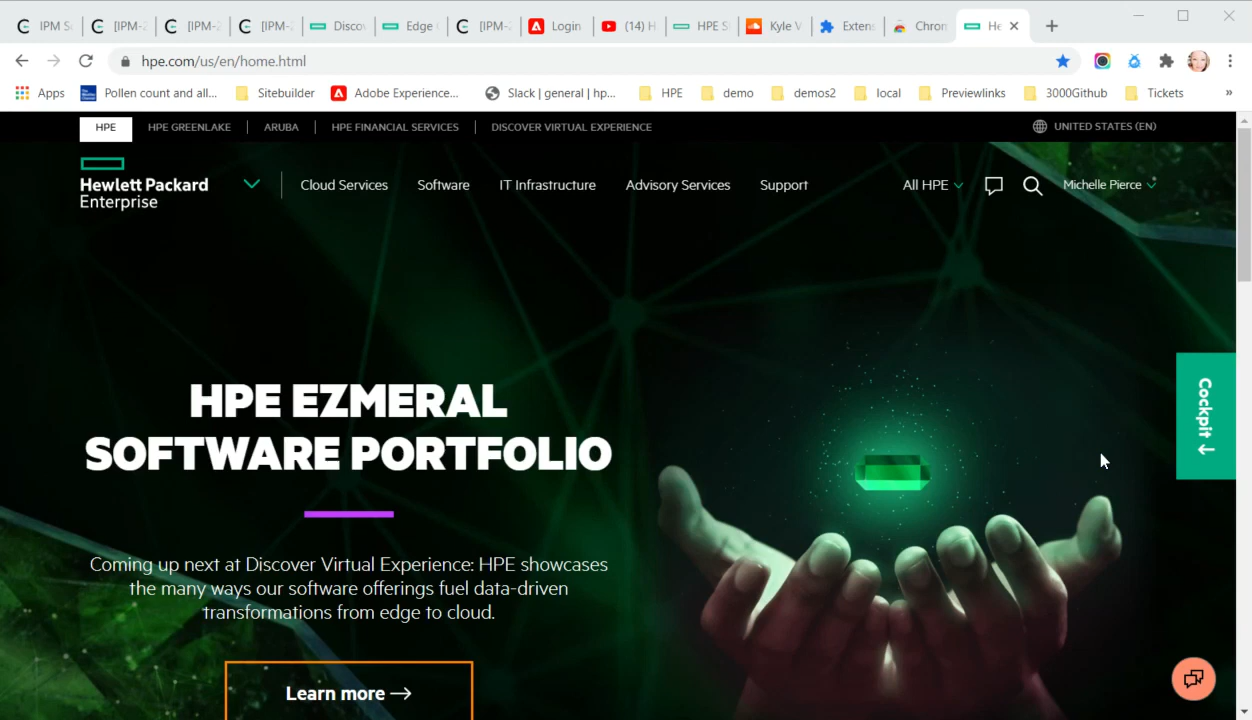 IPM S
[IPM-2
[IPM-2
[IPM-2
Disco
Edge
[IPM-2
Login
(14) H
HPE S
Kyle V
Extens
Chrom
He
hpe.com/us/en/home.html
Apps
Pollen count and all...
Sitebuilder
Adobe Experience...
Slack | general | hp...
HPE
demo
demos2
local
Previewlinks
3000Github
Tickets
»
HPE
HPE GREENLAKE
ARUBA
HPE FINANCIAL SERVICES
DISCOVER VIRTUAL EXPERIENCE
UNITED STATES (EN)
Hewlett Packard
Enterprise
Cloud Services
Software
IT Infrastructure
Advisory Services
Support
All HPE
Michelle Pierce
HPE EZMERAL
SOFTWARE PORTFOLIO
Cockpit ↓
Coming up next at Discover Virtual Experience: HPE showcases
the many ways our software offerings fuel data-driven
transformations from edge to cloud.
Learn more →